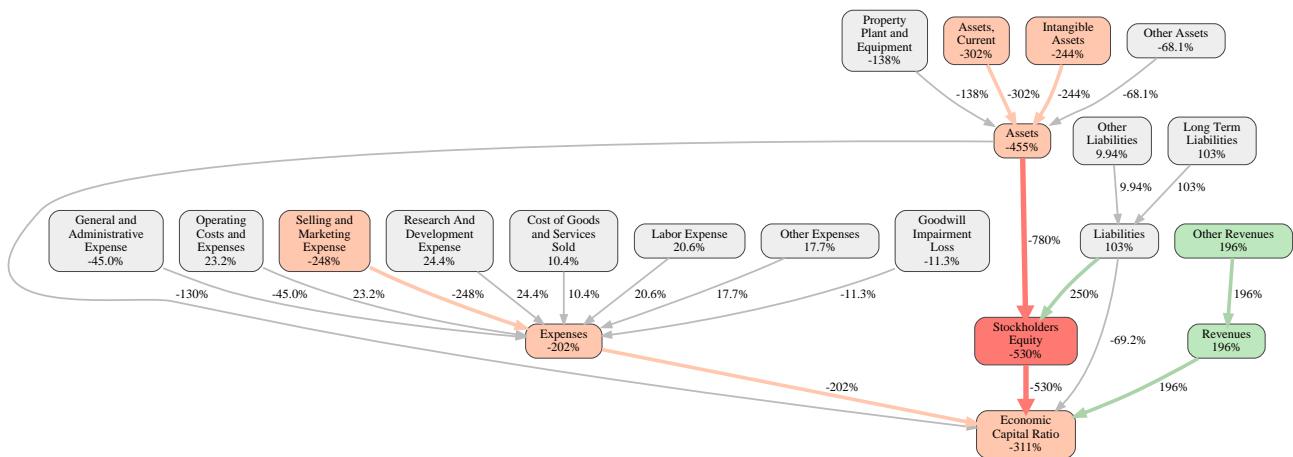 Property
Plant and
Equipment
-138%
Assets,
Current
-302%
Intangible
Assets
-244%
Other Assets
-68.1%
-138%
-302%
-244%
-68.1%
Assets
-455%
Other
Liabilities
9.94%
Long Term
Liabilities
103%
9.94%
103%
General and
Administrative
Expense
-45.0%
Operating
Costs and
Expenses
23.2%
Selling and
Marketing
Expense
-248%
Research And
Development
Expense
24.4%
Cost of Goods
and Services
Sold
10.4%
Labor Expense
20.6%
Other Expenses
17.7%
Goodwill
Impairment
Loss
-11.3%
-780%
Liabilities
103%
Other Revenues
196%
-130%
-45.0%
23.2%
-248%
24.4%
10.4%
20.6%
17.7%
-11.3%
250%
196%
Expenses
-202%
Stockholders
Equity
-530%
-69.2%
Revenues
196%
-202%
-530%
196%
Economic
Capital Ratio
-311%